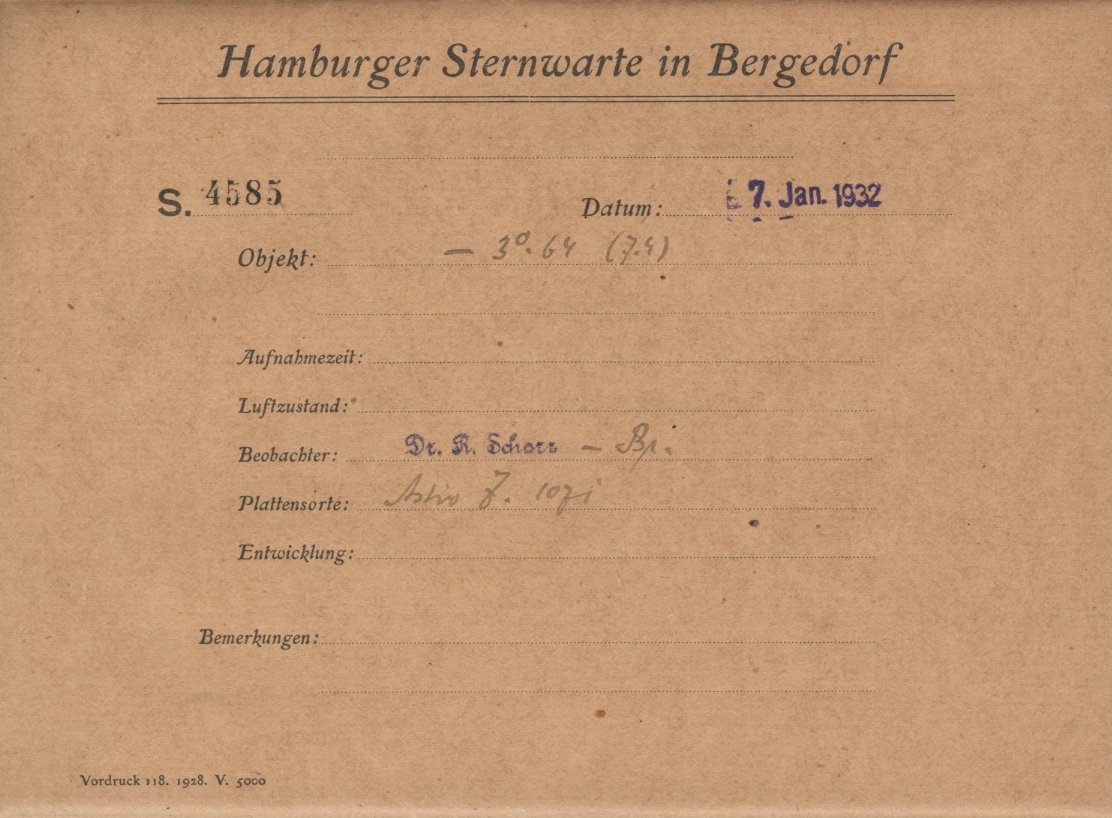 Hamburger Sternwarte in Bergedorf
S. 4585 Datum: 7. Jan. 1932
Objekt: — 3°.64 (7.4)
Aufnahmezeit:
Luftzustand:
Beobachter: Dr. R. Schorr —
Plattensorte: Astro
Entwicklung:
Bemerkungen:
Vordruck 118. 1928. V. 5000